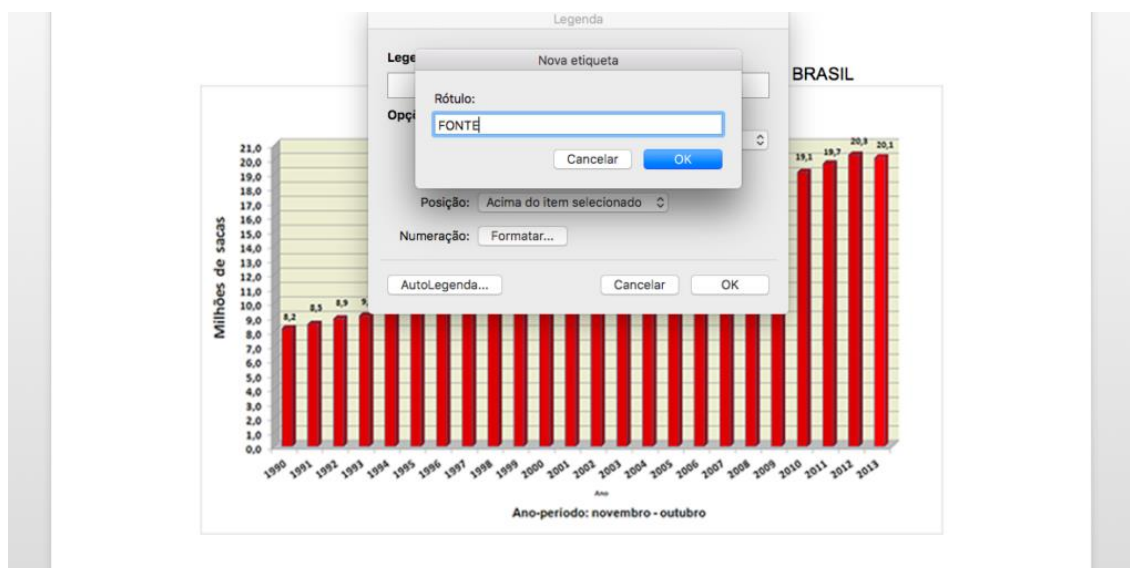 Legenda
Lege
Nova etiqueta
BRASIL
Rótulo:
Opçõ
FONTE
Cancelar OK
Posição: Acima do item selecionado
Numeração: Formatar...
AutoLegenda... Cancelar OK
Milhões de sacas
21,0
20,0
19,0
18,0
17,0
16,0
15,0
14,0
13,0
12,0
11,0
10,0
9,0
8,0
7,0
6,0
5,0
4,0
3,0
2,0
1,0
0,0
8,2 8,5 8,9 9, 19,1 19,7 20,3 20,1
1990 1991 1992 1993 1994 1995 1996 1997 1998 1999 2000 2001 2002 2003 2004 2005 2006 2007 2008 2009 2010 2011 2012 2013
Ano
Ano-período: novembro - outubro